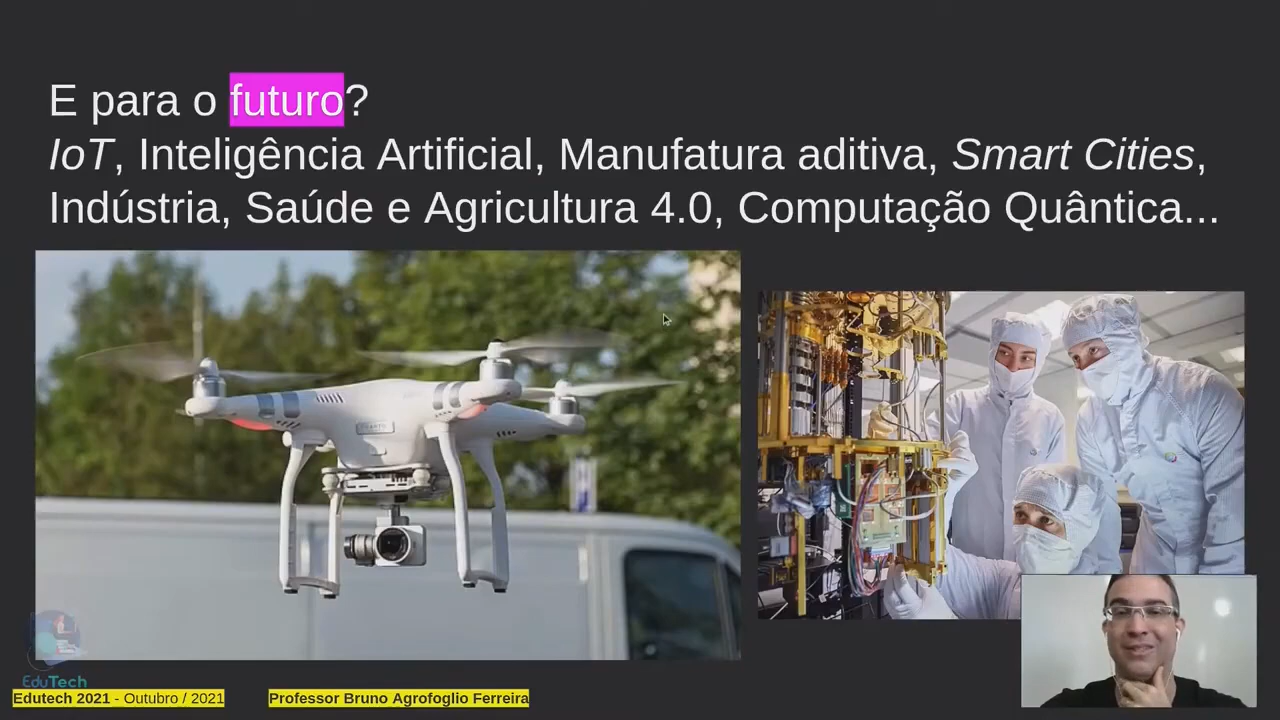 E para o futuro?
IoT, Inteligência Artificial, Manufatura aditiva, Smart Cities,
Indústria, Saúde e Agricultura 4.0, Computação Quântica...
EduTech
Edutech 2021 - Outubro / 2021
Professor Bruno Agrofoglio Ferreira